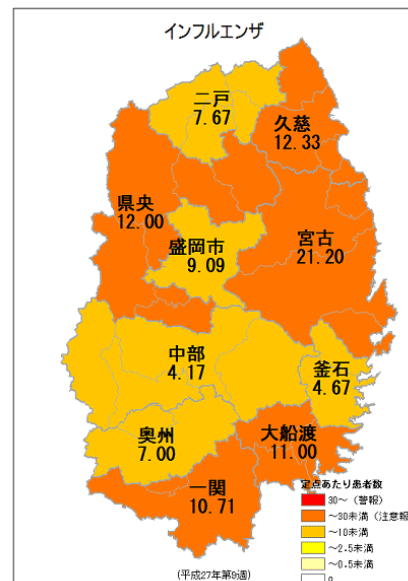 インフルエンザ
二戸
7.67
久慈
12.33
県央
12.00
盛岡市
9.09
宮古
21.20
中部
4.17
釜石
4.67
奥州
7.00
大船渡
11.00
一関
10.71
定点あたり患者数
30～（警報）
～30未満（注意報
～10未満
～2.5未満
～0.5未満
0
(平成27年第9週)